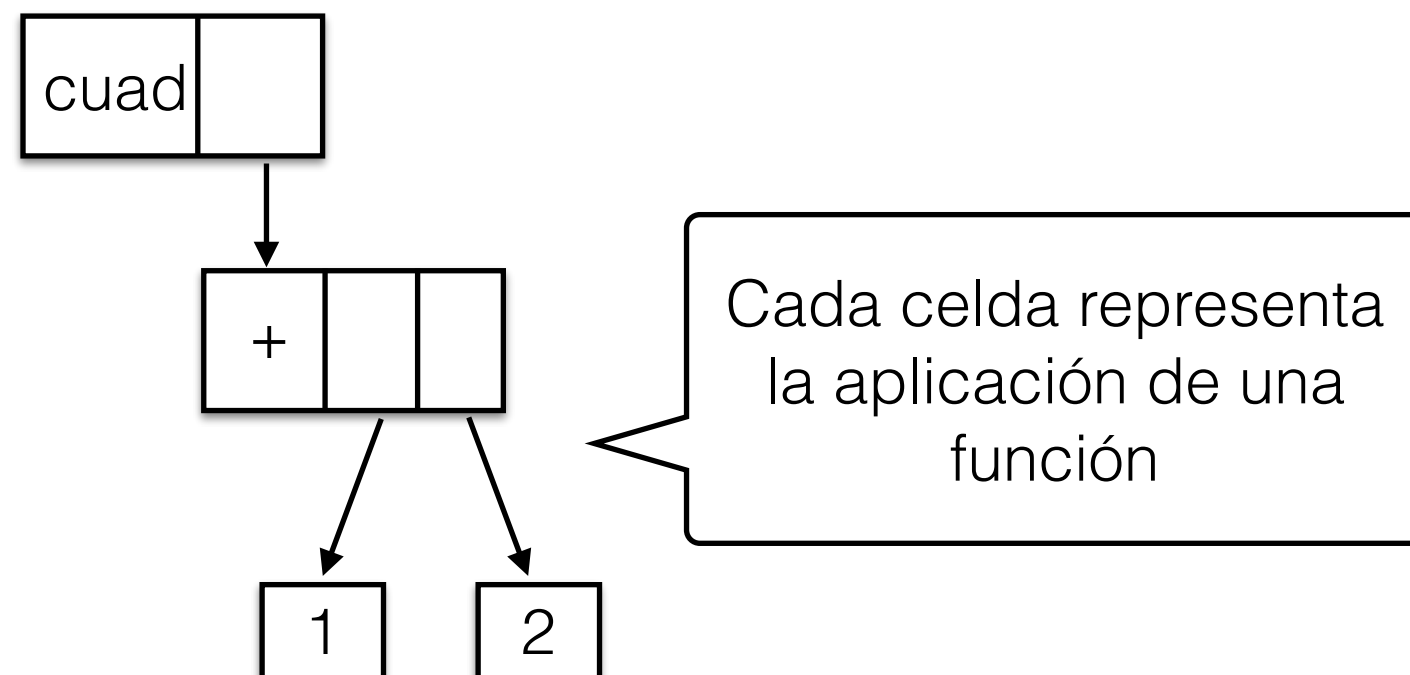 cuad
+
Cada celda representa
la aplicación de una
función
1
2